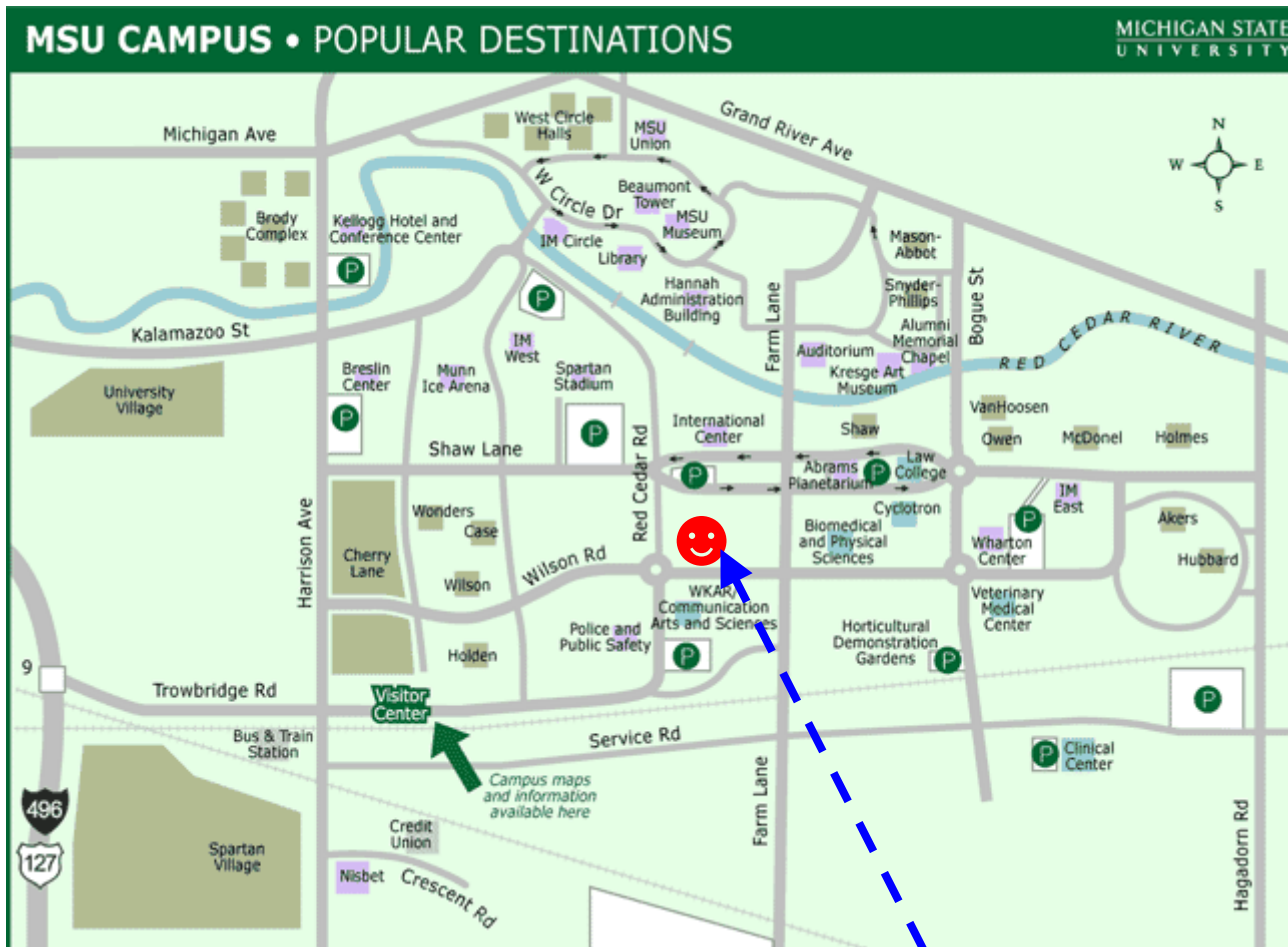 MSU CAMPUS • POPULAR DESTINATIONS
MICHIGAN STATE
UNIVERSITY
Grand River Ave
Michigan Ave
West Circle
Halls
MSU
Union
N
W
E
S
W Circle Dr
Beaumont
Tower
MSU
Museum
Brody
Complex
Kellogg Hotel and
Conference Center
IM Circle
Library
Mason-
Abbot
P
P
Hannah
Administration
Building
Snyder-
Phillips
Farm Lane
Bogue St
Kalamazoo St
Alumni
Memorial
Chapel
RED CEDAR RIVER
IM
West
Auditorium
Kresge Art
Museum
Breslin
Center
Munn
Ice Arena
Spartan
Stadium
University
Village
P
P
International
Center
Shaw
VanHoosen
Owen
McDonel
Holmes
Shaw Lane
Red Cedar Rd
P
Abrams
Planetarium
P
Law
College
Cyclotron
IM
East
P
Harrison Ave
Wonders
Case
Cherry
Lane
Wilson
Wilson Rd
Biomedical
and Physical
Sciences
Wharton
Center
Akers
Hubbard
WKAR/
Communication
Arts and Sciences
Veterinary
Medical
Center
Police and
Public Safety
P
Horticultural
Demonstration
Gardens
P
Holden
9
Trowbridge Rd
Visitor
Center
P
Bus & Train
Station
Service Rd
P
Clinical
Center
Campus maps
and information
available here
496
127
Credit
Union
Farm Lane
Hagadorn Rd
Spartan
Village
Nisbet
Crescent Rd